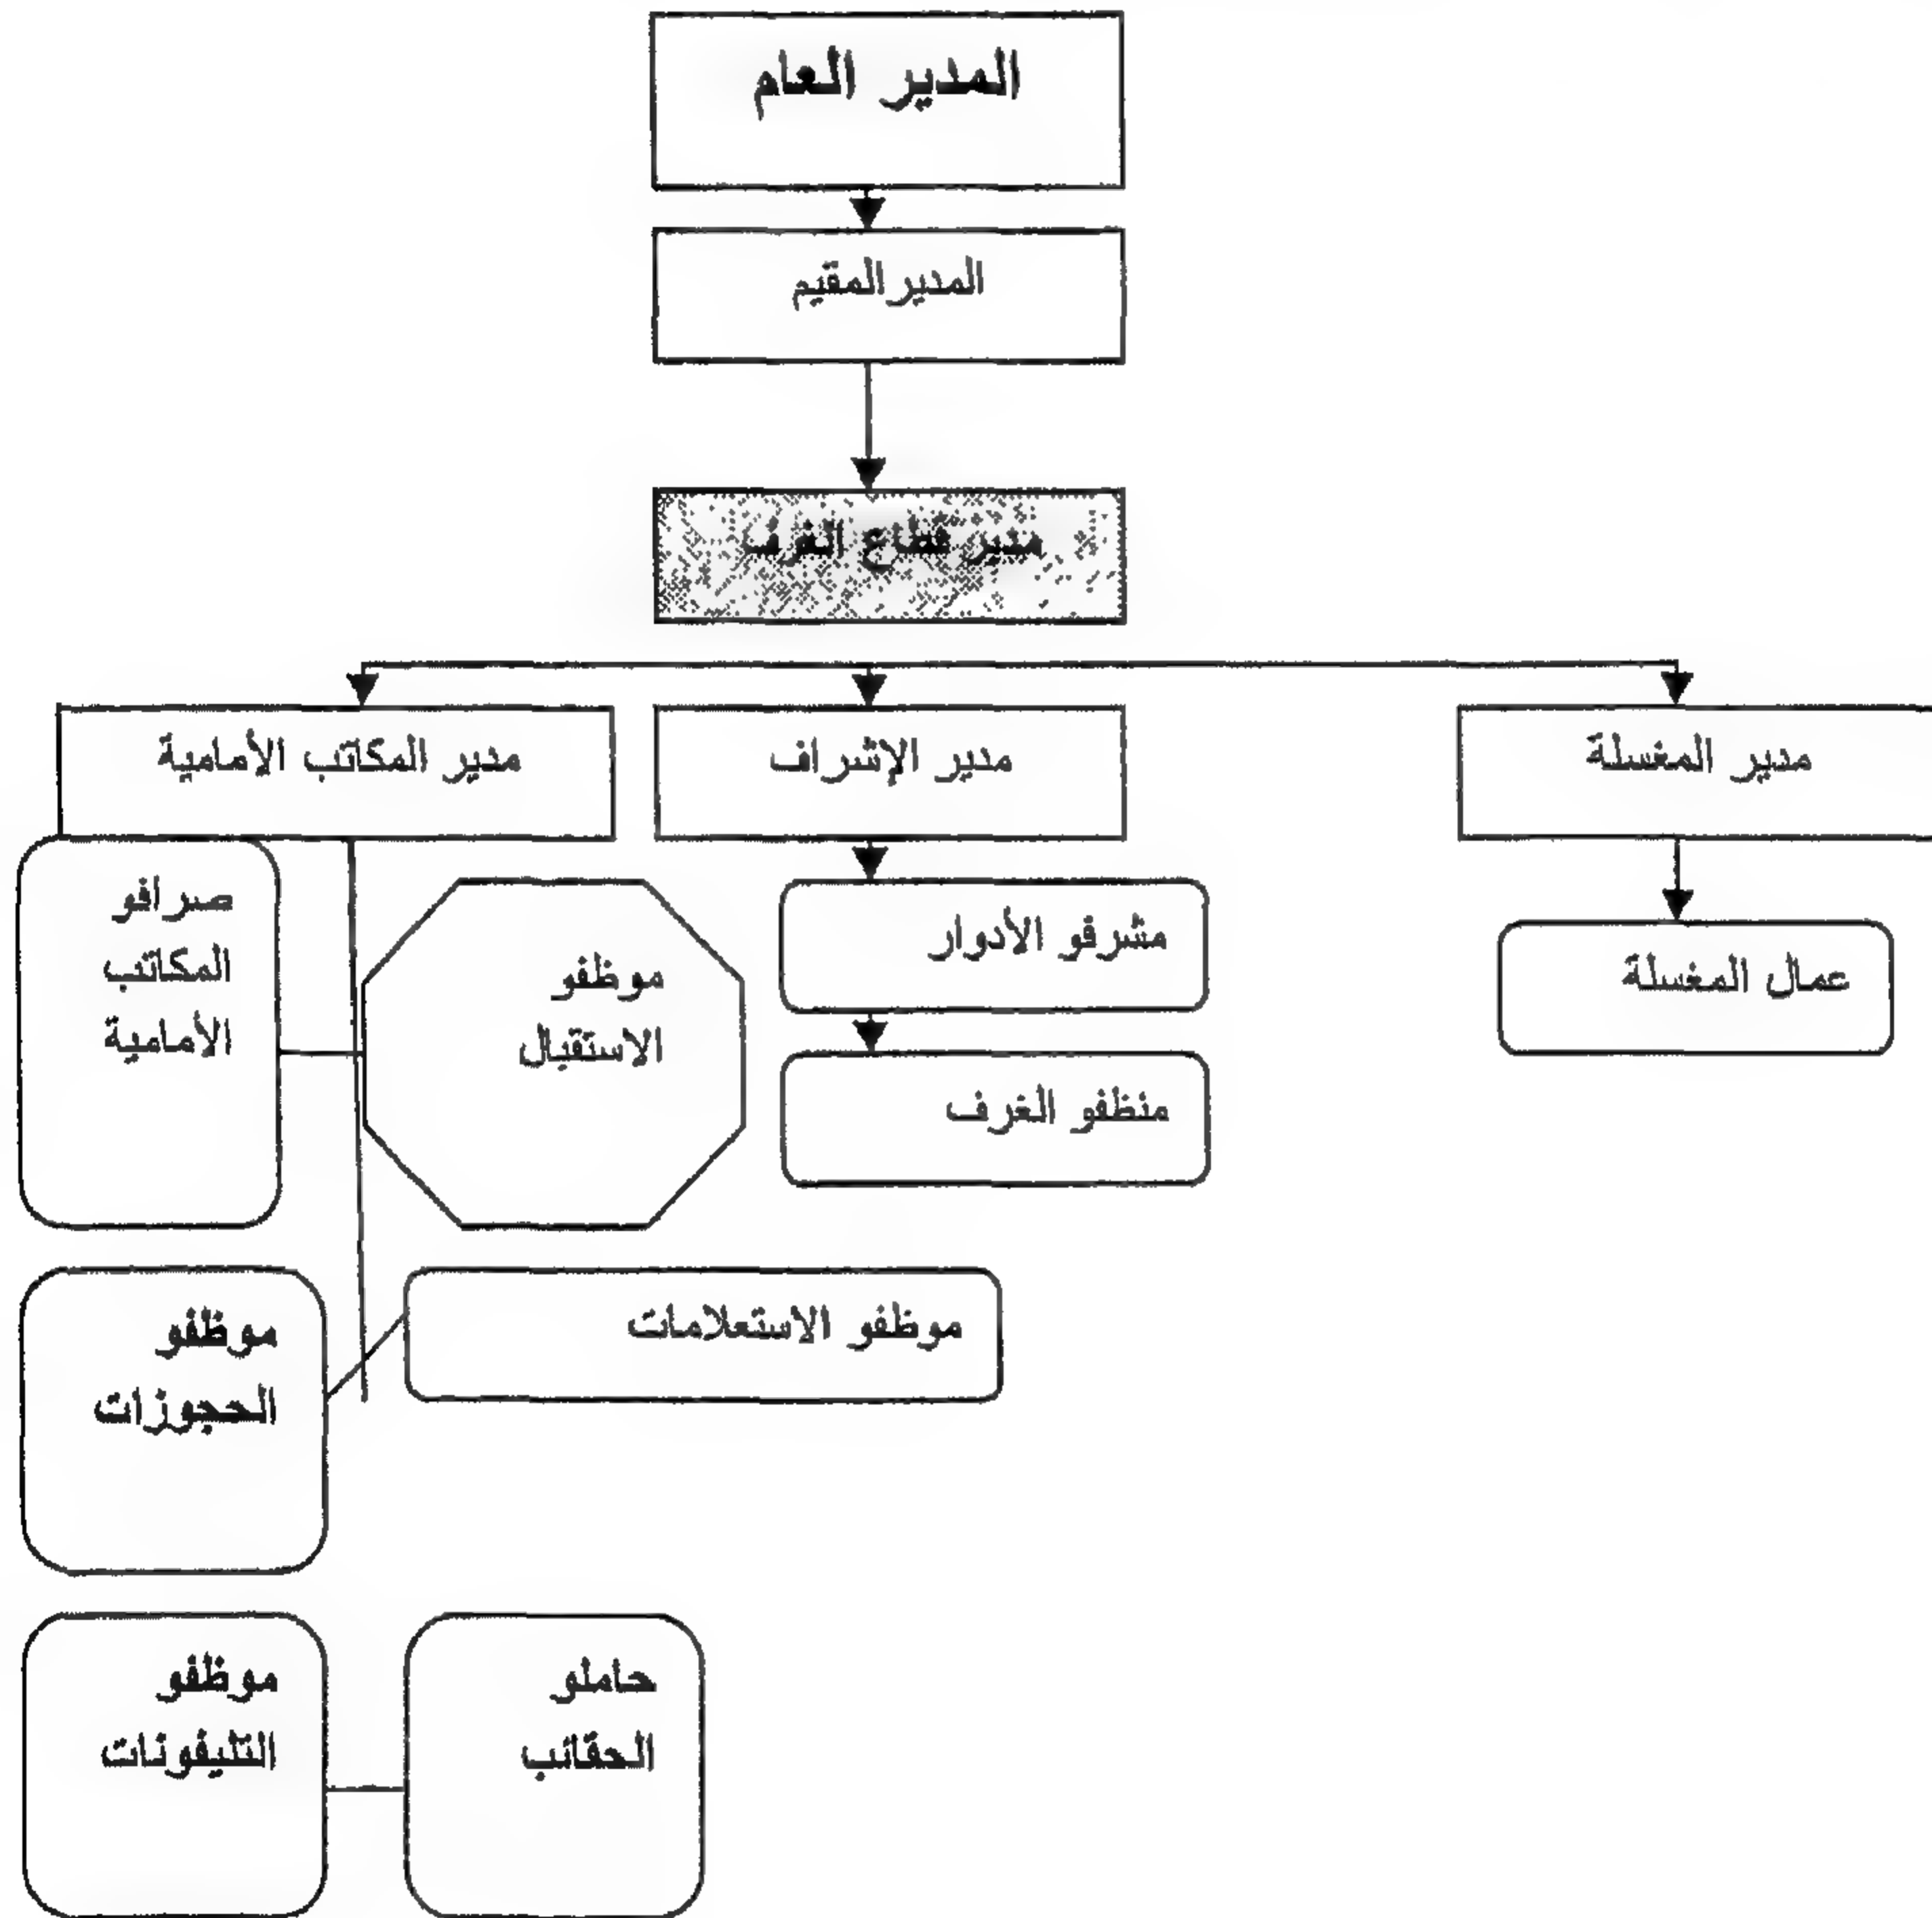 المدير العام
المدير المقيم
مدير قطاع الغرف
مدير المغسلة
مدير الإشراف
مدير المكاتب الأمامية
عمال المغسلة
مشرفو الأدوار
منظفو الغرف
موظفو
الاستقبال
صرافو
المكاتب
الأمامية
موظفو الاستعلامات
موظفو
الحجوزات
حاملو
الحقائب
موظفو
التليفونات